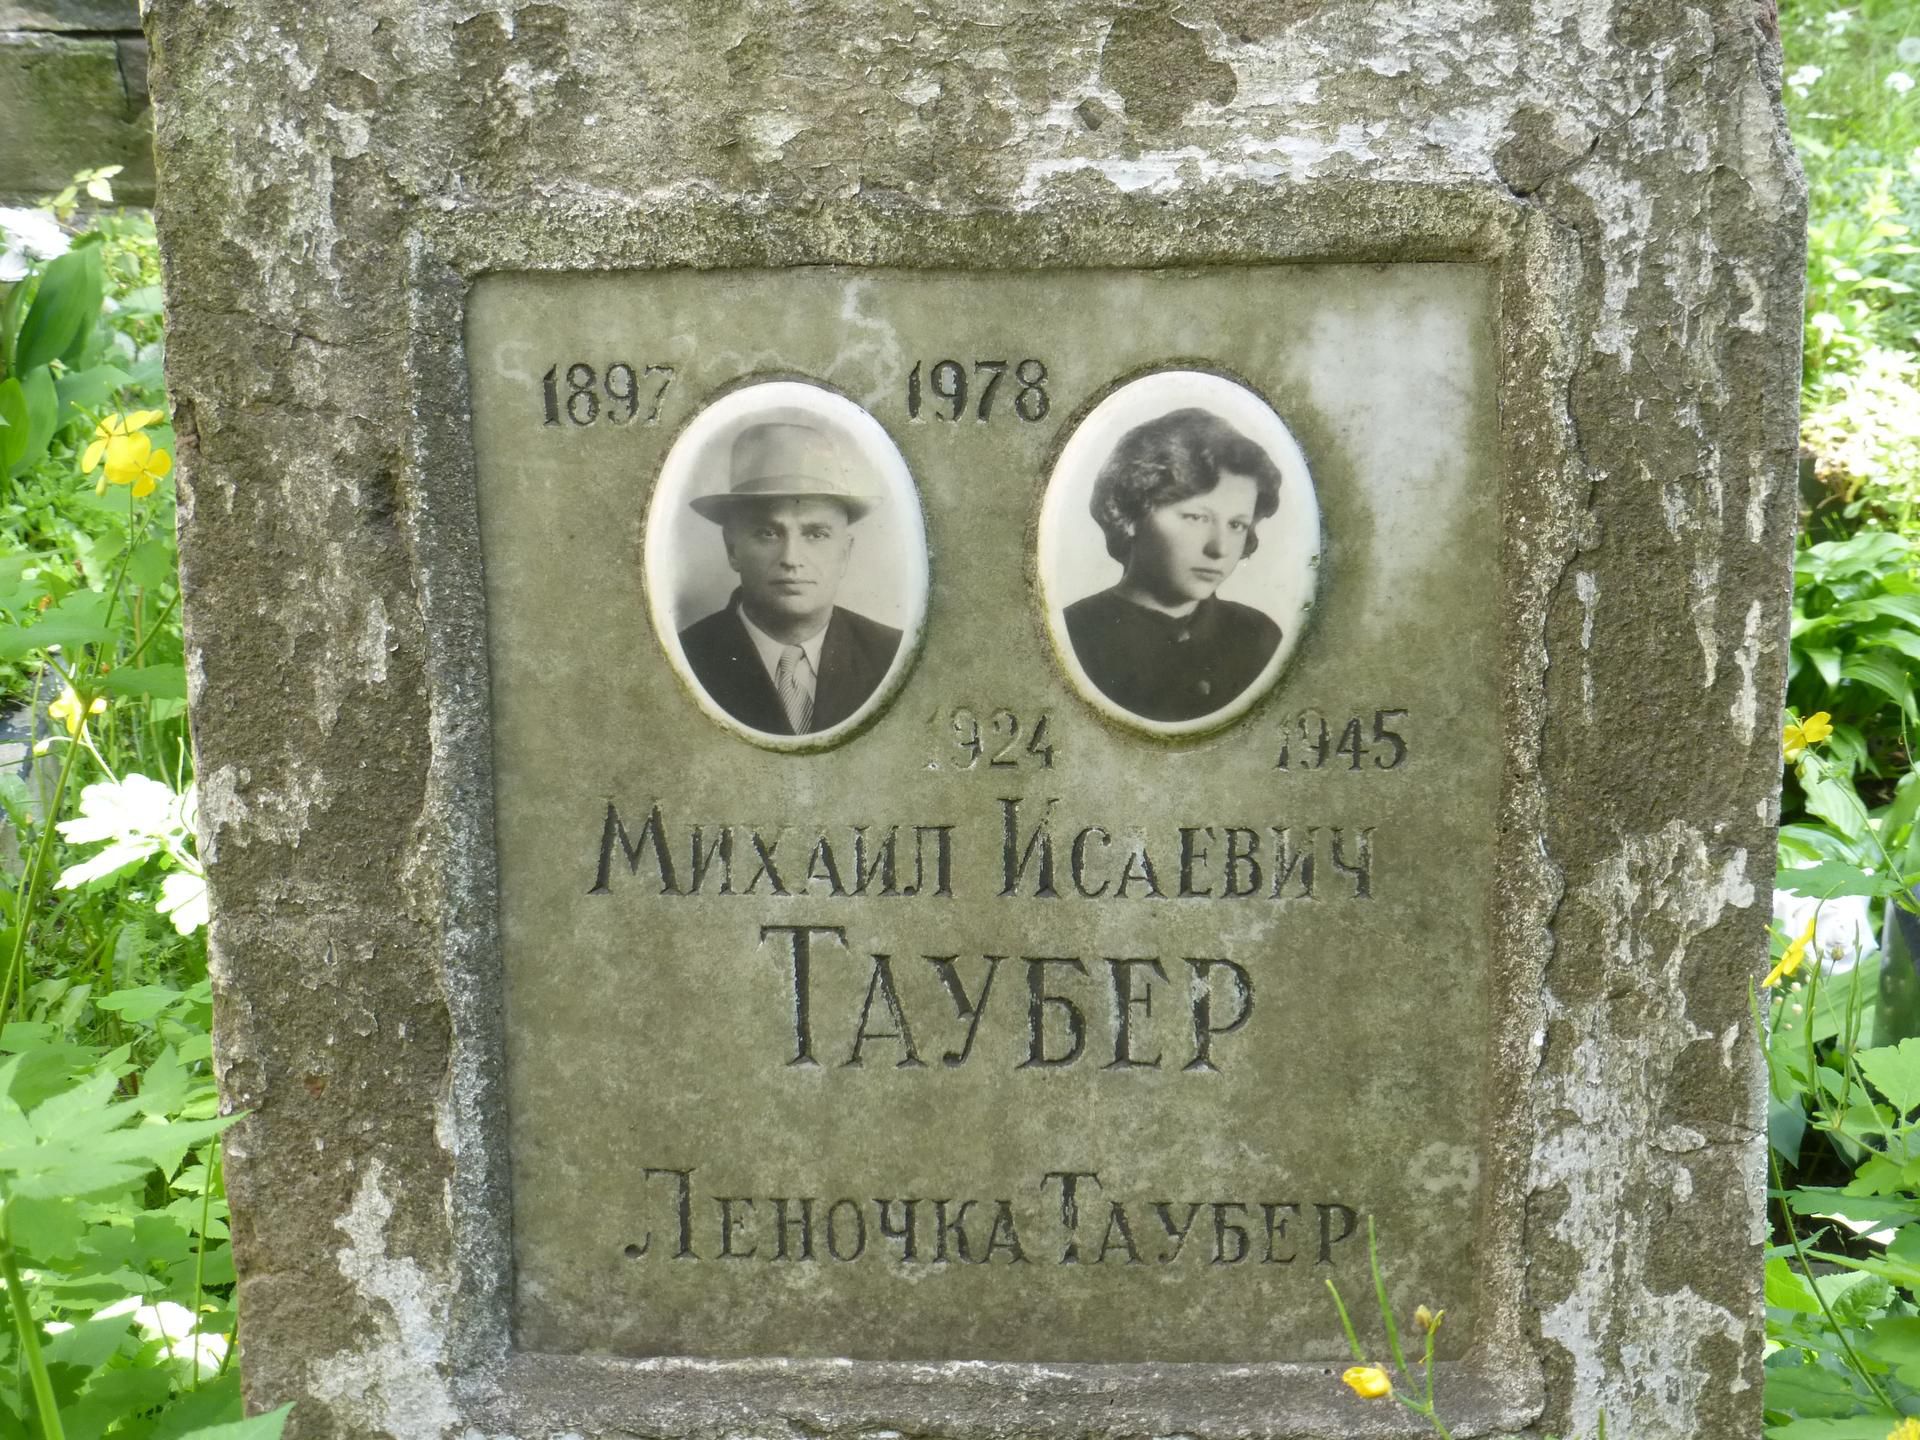 1897 1978
1924 1945
Михаил Исаевич
Таубер
Леночка Таубер